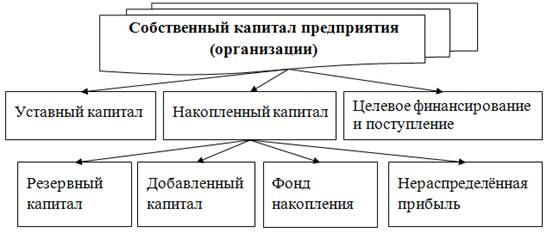 Собственный капитал предприятия
(организации)
Уставный капитал
Накопленный капитал
Целевое финансирование
и поступление
Резервный
капитал
Добавленный
капитал
Фонд
накопления
Нераспределённая
прибыль